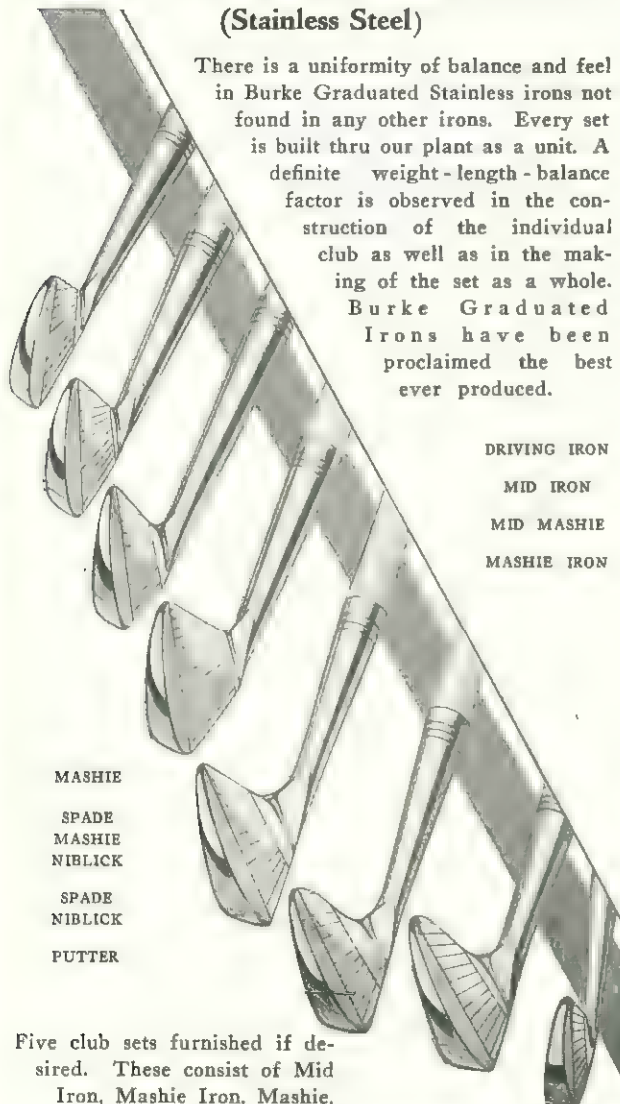 (Stainless Steel)
There is a uniformity of balance and feel
in Burke Graduated Stainless irons not
found in any other irons. Every set
is built thru our plant as a unit. A
definite weight-length-balance
factor is observed in the con-
struction of the individual
club as well as in the mak-
ing of the set as a whole.
Burke Graduated
Irons have been
proclaimed the best
ever produced.
DRIVING IRON
MID IRON
MID MASHIE
MASHIE IRON
MASHIE
SPADE
MASHIE
NIBLICK
SPADE
NIBLICK
PUTTER
Five club sets furnished if de-
sired. These consist of Mid
Iron, Mashie Iron, Mashie,